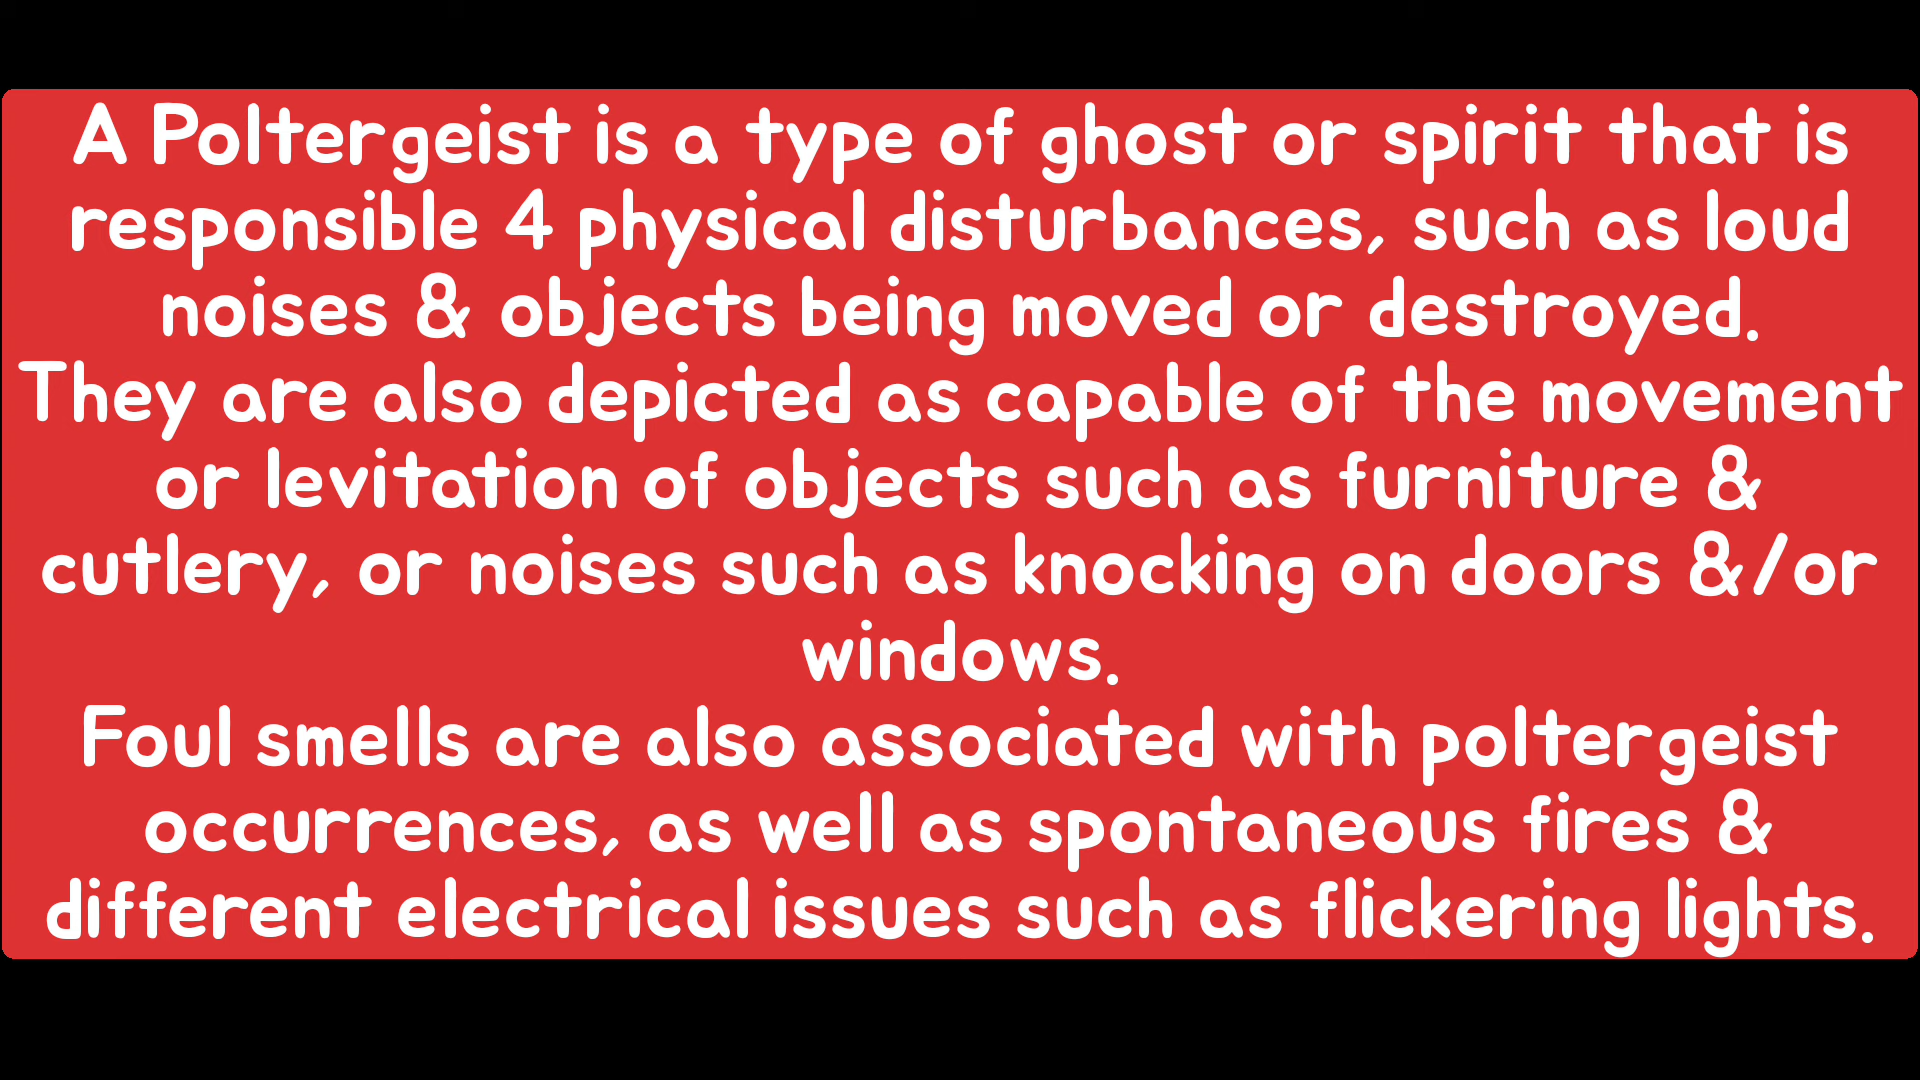 A Poltergeist is a type of ghost or spirit that is
responsible 4 physical disturbances, such as loud
noises & objects being moved or destroyed.
They are also depicted as capable of the movement
or levitation of objects such as furniture &
cutlery, or noises such as knocking on doors &/or
windows.
Foul smells are also associated with poltergeist
occurrences, as well as spontaneous fires &
different electrical issues such as flickering lights.